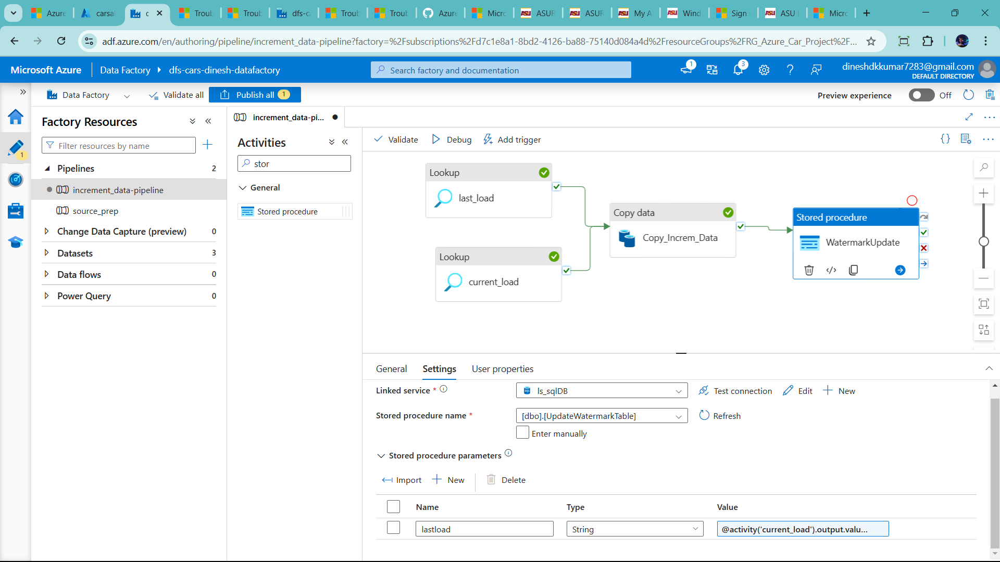 Azure
carsal
c
Troub
Troub
dfs-ca
Troub
Troub
Azure
Micro
ASUR
ASUR
My A
Wind
Sign
ASU
Micro
adf.azure.com/en/authoring/pipeline/increment_data-pipeline?factory=%2Fsubscriptions%2Fd7c1e8a1-8bd2-4126-ba88-75140d084a4d%2FresourceGroups%2FRG_Azure_Car_Project%2F...
Microsoft Azure
Data Factory
dfs-cars-dinesh-datafactory
Search factory and documentation
1
3
dineshdkkumar7283@gmail.com
DEFAULT DIRECTORY
Data Factory
Validate all
Publish all 1
Preview experience
Off
1
Factory Resources
Filter resources by name
Pipelines 2
increment_data-pipeline
source_prep
Change Data Capture (preview) 0
Datasets 3
Data flows 0
Power Query 0
increment_data-pi...
Activities
stor
General
Stored procedure
Validate
Debug
Add trigger
Lookup
last_load
Lookup
current_load
Copy data
Copy_Increm_Data
Stored procedure
WatermarkUpdate
General
Settings
User properties
Linked service *
ls_sqlDB
Test connection
Edit
New
Stored procedure name *
[dbo].[UpdateWatermarkTable]
Refresh
Enter manually
Stored procedure parameters
Import
New
Delete
Name Type Value
lastload String @activity('current_load').output.valu...